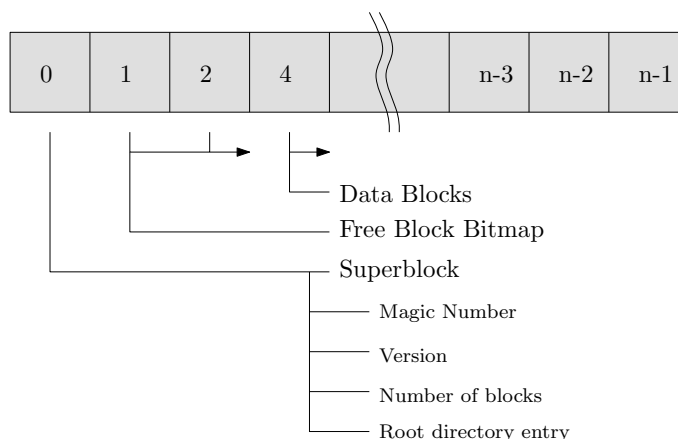 0 1 2 4 n-3 n-2 n-1
Data Blocks
Free Block Bitmap
Superblock
Magic Number
Version
Number of blocks
Root directory entry